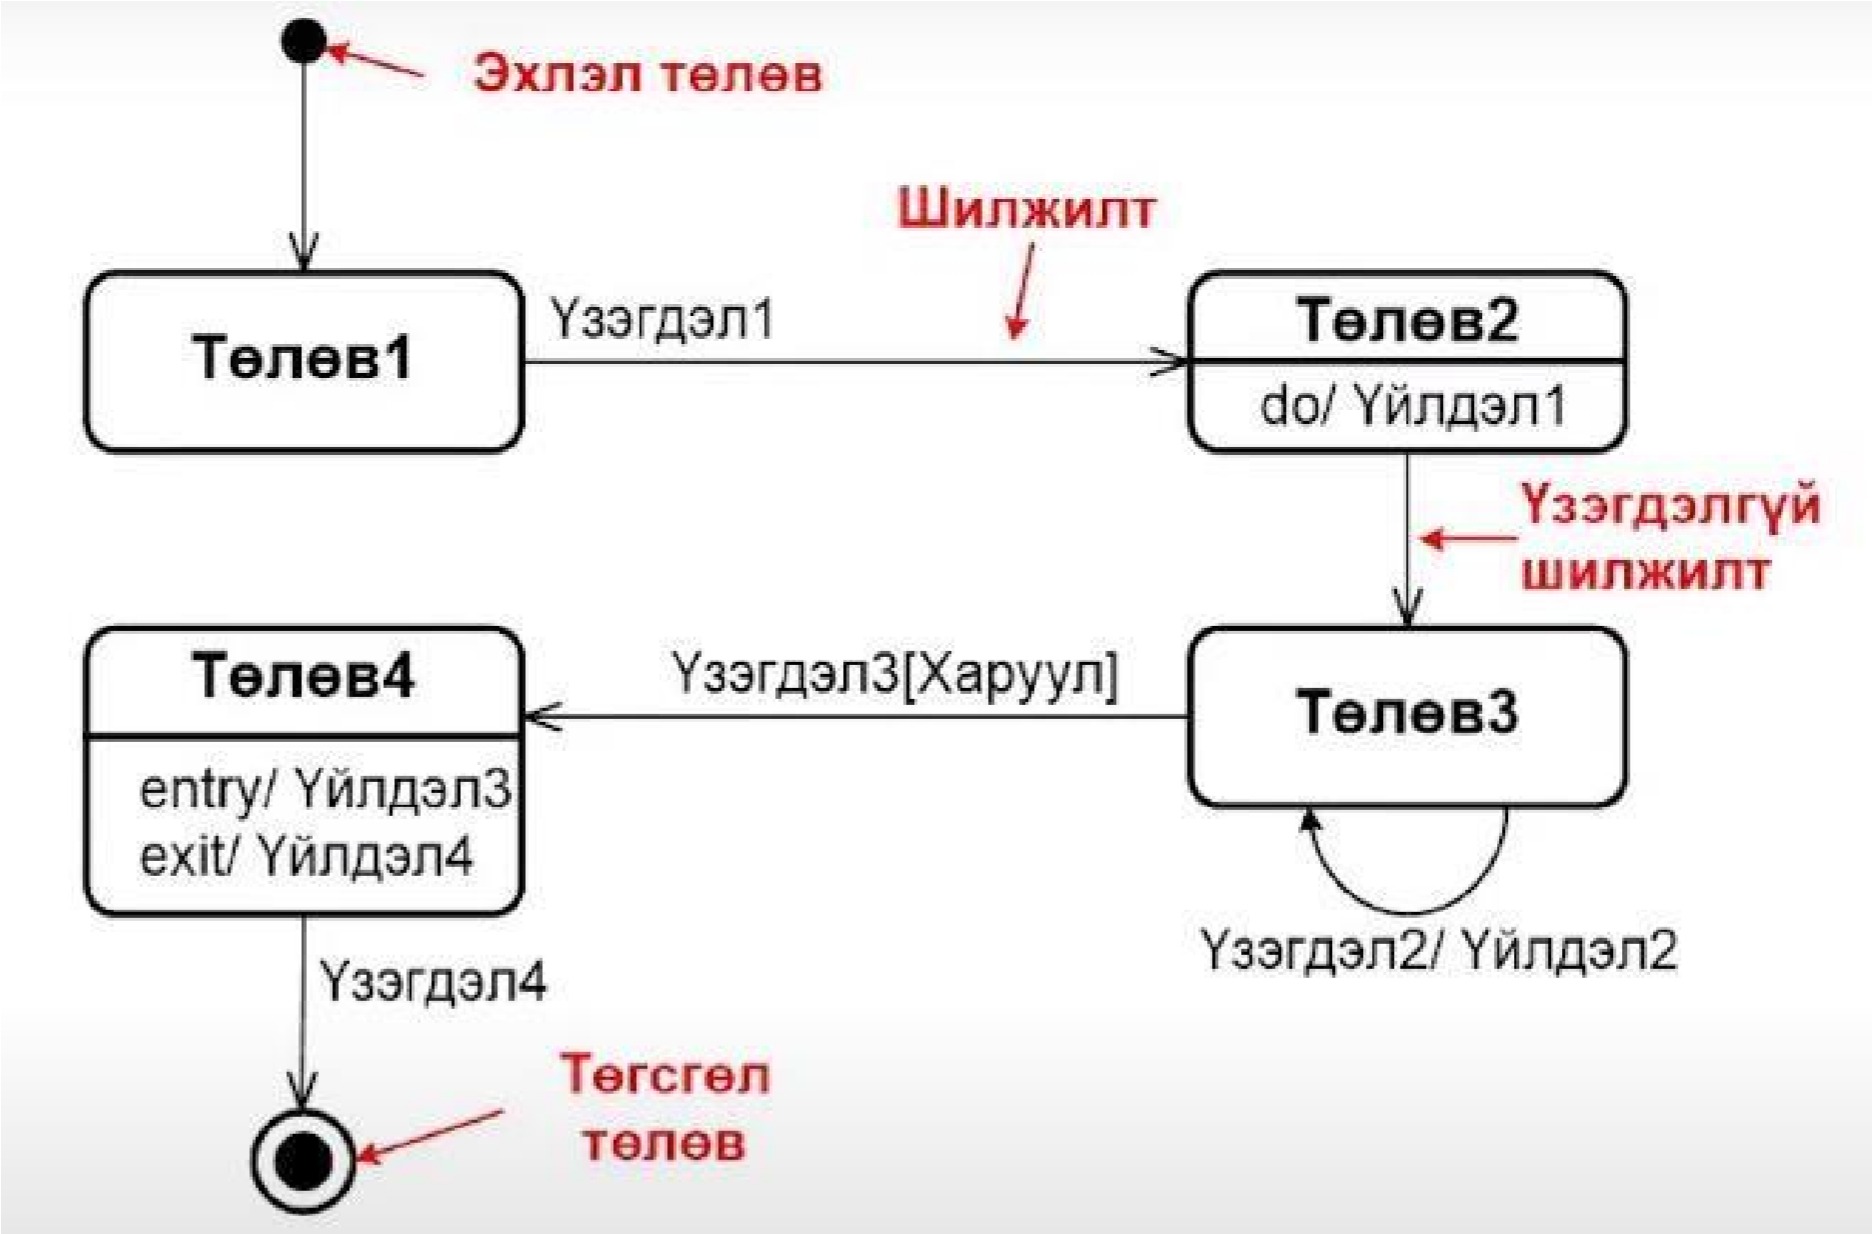 Эхлэл төлөв
Шилжилт
Төлөв1
Үзэгдэл1
Төлөв2
do/ Үйлдэл1
Үзэгдэлгүй
шилжилт
Төлөв4
entry/ Үйлдэл3
exit/ Үйлдэл4
Үзэгдэл3[Харуул]
Төлөв3
Үзэгдэл2/ Үйлдэл2
Үзэгдэл4
Төгсгөл
төлөв